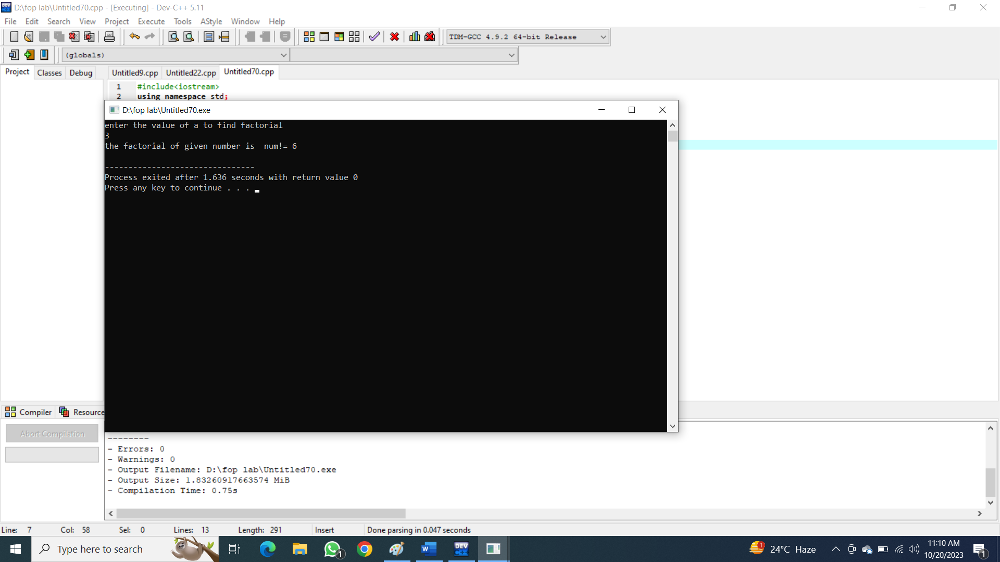 D:\fop lab\Untitled70.cpp - [Executing] - Dev-C++ 5.11
File Edit Search View Project Execute Tools AStyle Window Help
TDM-GCC 4.9.2 64-bit Release
(globals)
Project Classes Debug Untitled9.cpp Untitled22.cpp Untitled70.cpp
1 #include<iostream>
2 using namespace std;
D:\fop lab\Untitled70.exe
enter the value of a to find factorial
3
the factorial of given number is  num!= 6
--------------------------------
Process exited after 1.636 seconds with return value 0
Press any key to continue . . .
Compiler Resource
Abort Compilation
--------
- Errors: 0
- Warnings: 0
- Output Filename: D:\fop lab\Untitled70.exe
- Output Size: 1.83260917663574 MiB
- Compilation Time: 0.75s
Line: 7 Col: 58 Sel: 0 Lines: 13 Length: 291 Insert Done parsing in 0.047 seconds
Type here to search
DEV
1
1
24°C Haze
11:10 AM
10/20/2023
1